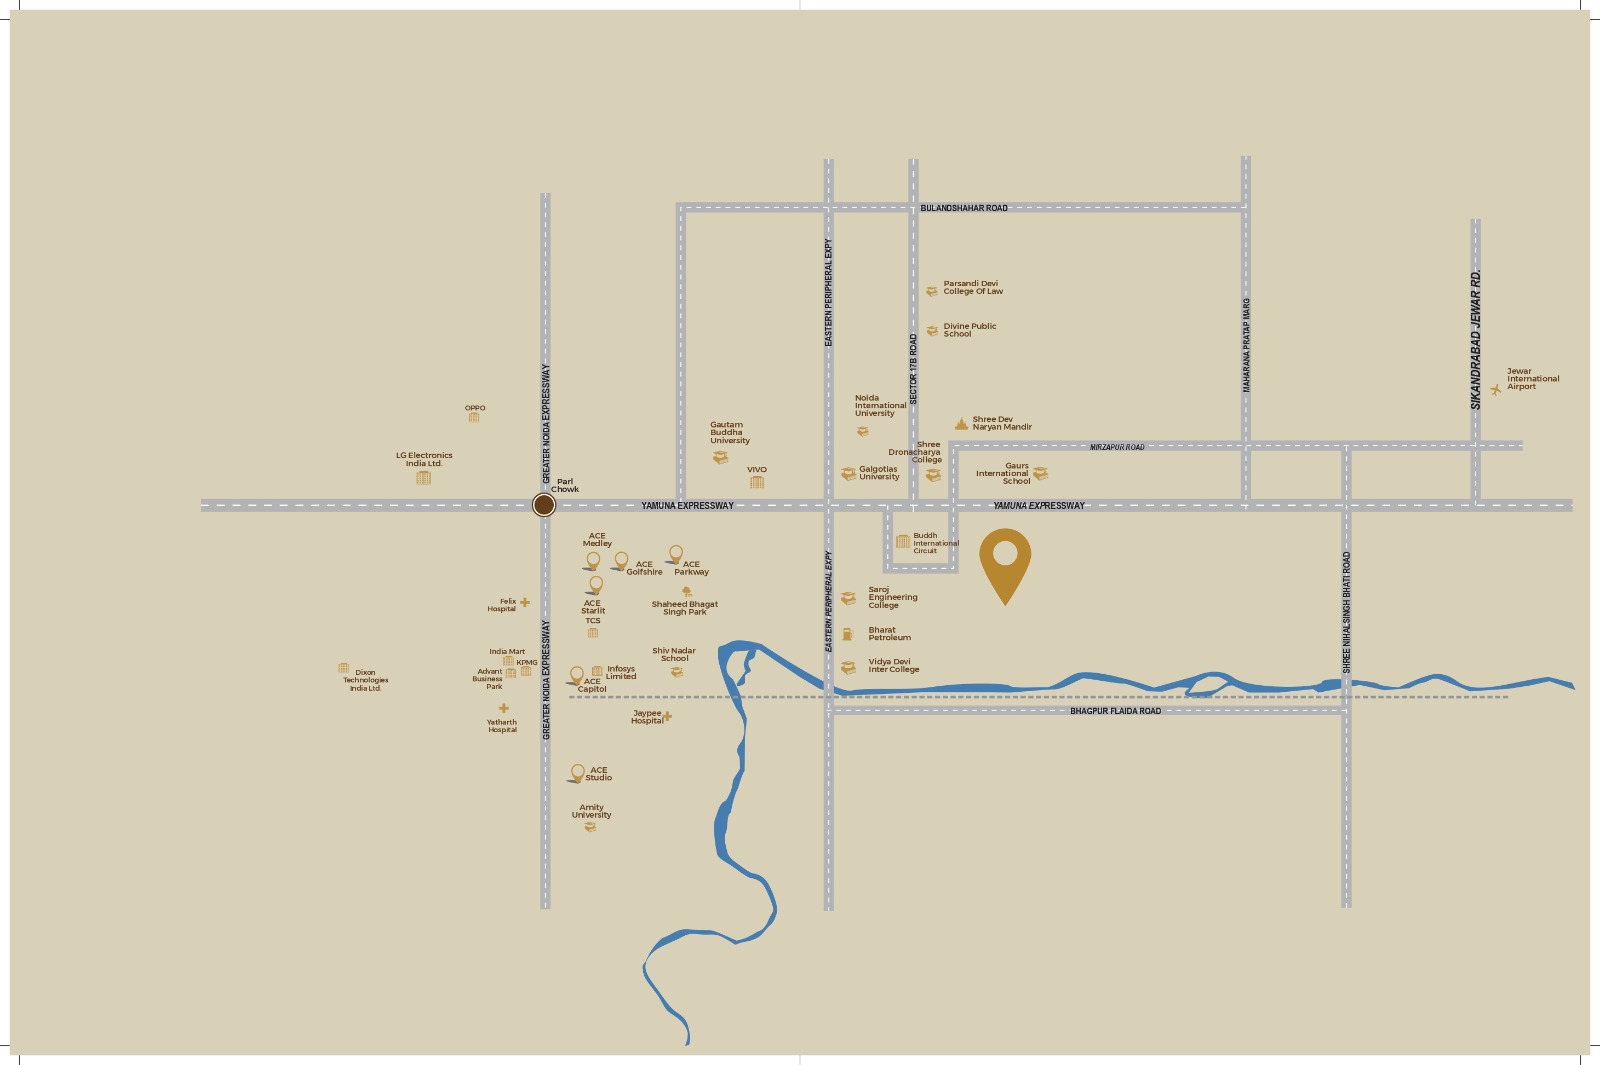 BULANDSHAHAR ROAD
GREATER NOIDA EXPRESSWAY
EASTERN PERIPHERAL EXPY
SECTOR 17B ROAD
MAHARANA PRATAP MARG
SIKANDRABAD JEWAR RD.
Parsandi Devi
College Of Law
Divine Public
School
Jewar
International
Airport
OPPO
LG Electronics
India Ltd.
Gautam
Buddha
University
VIVO
Noida
International
University
Shree Dev
Naryan Mandir
Shree
Dronacharya
College
Galgotias
University
Gaurs
International
School
MIRZAPUR ROAD
Pari
Chowk
YAMUNA EXPRESSWAY
YAMUNA EXPRESSWAY
ACE
Medley
ACE
Golfshire
ACE
Parkway
Buddh
International
Circuit
ACE
Starlit
TCS
Shaheed Bhagat
Singh Park
Felix
Hospital
GREATER NOIDA EXPRESSWAY
EASTERN PERIPHERAL EXPY
SHREE NIHALSINGH BHATI ROAD
Saroj
Engineering
College
Bharat
Petroleum
Vidya Devi
Inter College
India Mart
KPMG
Advant
Business
Park
Dixon
Technologies
India Ltd.
Infosys
Limited
ACE
Capitol
Shiv Nadar
School
Yatharth
Hospital
Jaypee
Hospital
BHAGPUR FLAIDA ROAD
ACE
Studio
Amity
University